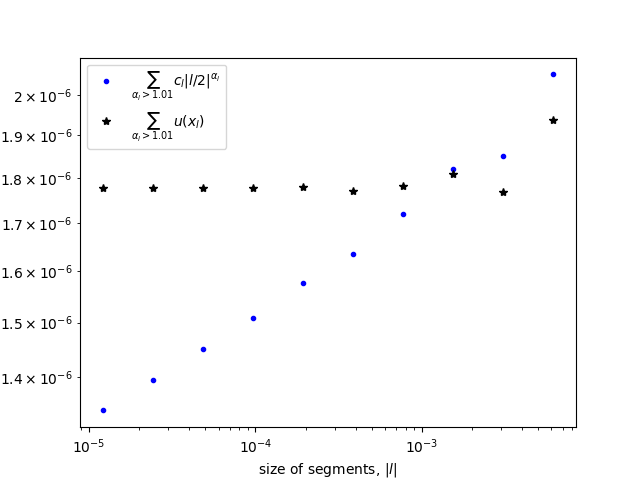 2 × 10⁻⁶
1.9 × 10⁻⁶
1.8 × 10⁻⁶
1.7 × 10⁻⁶
1.6 × 10⁻⁶
1.5 × 10⁻⁶
1.4 × 10⁻⁶
∑ c_l|l/2|^{α_l}
α_l>1.01
∑ u(x_l)
α_l>1.01
10⁻⁵ 10⁻⁴ 10⁻³
size of segments, |l|